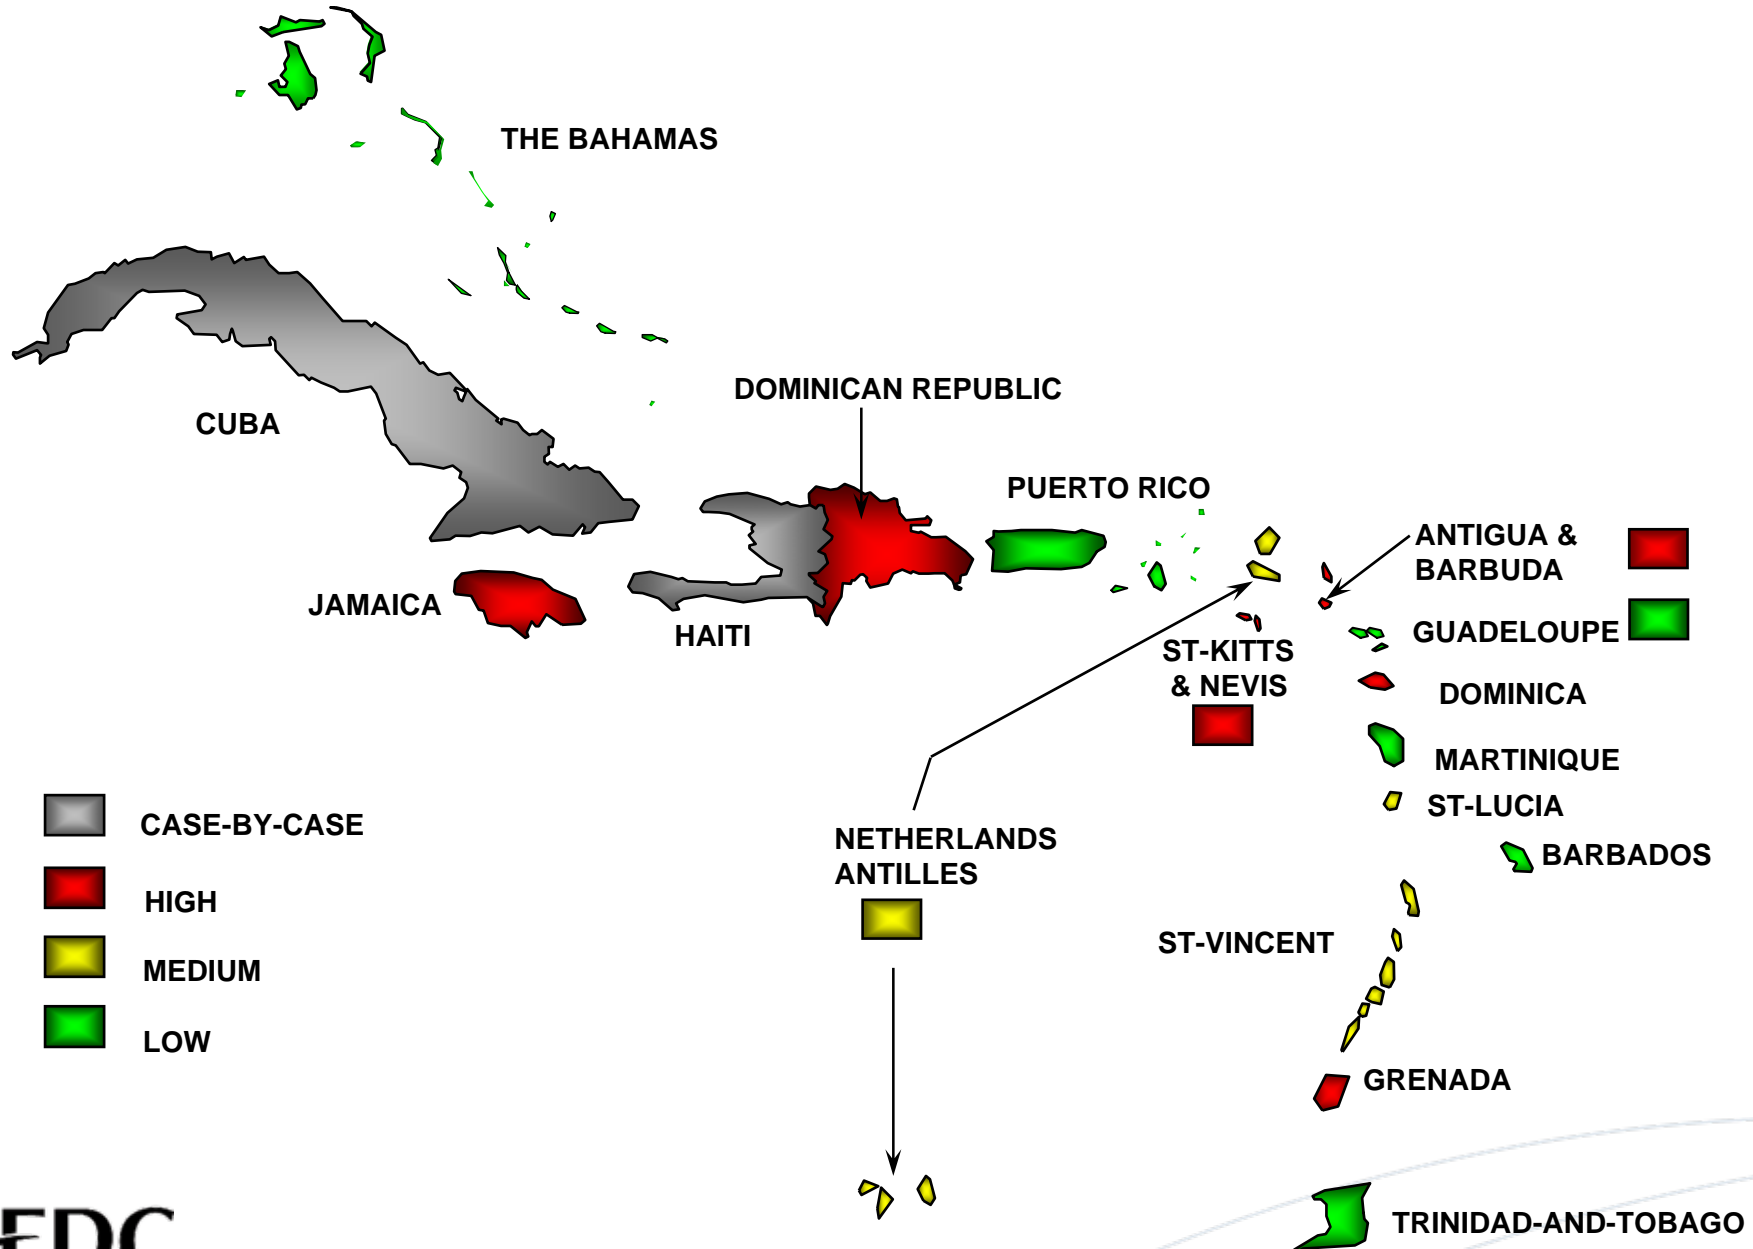 THE BAHAMAS
CUBA
DOMINICAN REPUBLIC
PUERTO RICO
ANTIGUA &
BARBUDA
JAMAICA
HAITI
GUADELOUPE
ST-KITTS
& NEVIS
DOMINICA
MARTINIQUE
ST-LUCIA
CASE-BY-CASE
NETHERLANDS
ANTILLES
BARBADOS
HIGH
ST-VINCENT
MEDIUM
LOW
GRENADA
EDC
TRINIDAD-AND-TOBAGO